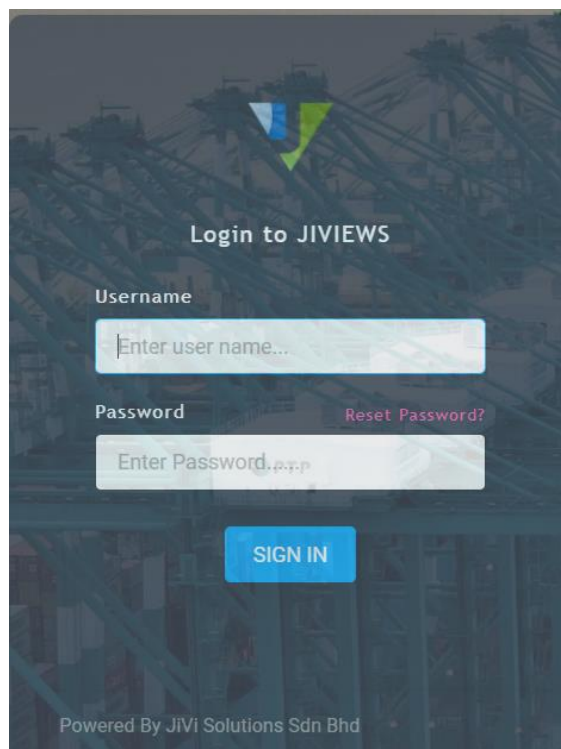 Login to JIVIEWS
Username
Enter user name...
Password Reset Password?
Enter Password......
PTP
SIGN IN
Powered By JiVi Solutions Sdn Bhd